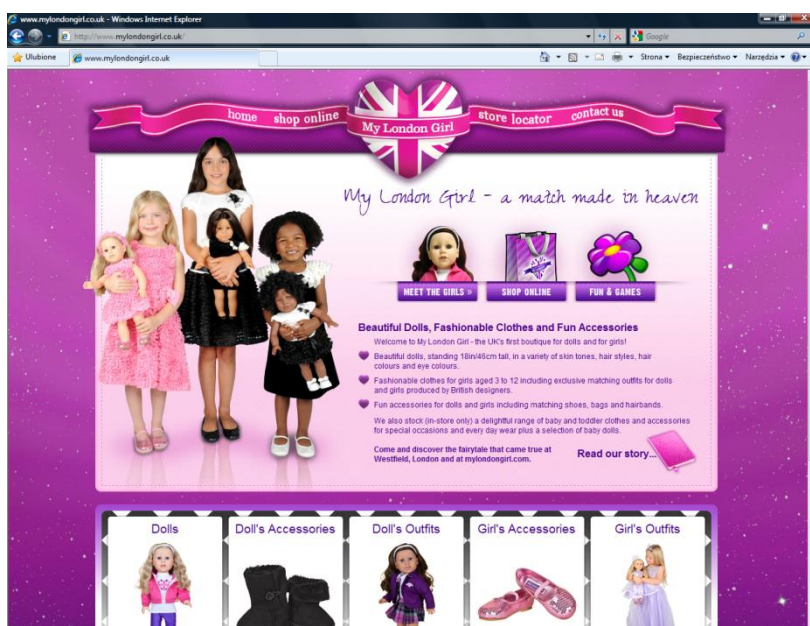 www.mylondongirl.co.uk - Windows Internet Explorer
http://www.mylondongirl.co.uk/
Google
Ulubione
www.mylondongirl.co.uk
Strona
Bezpieczeństwo
Narzędzia
home
shop online
My London Girl
store locator
contact us
My London Girl - a match made in heaven
MEET THE GIRLS »
SHOP ONLINE
FUN & GAMES
Beautiful Dolls, Fashionable Clothes and Fun Accessories
Welcome to My London Girl - the UK's first boutique for dolls and for girls!
Beautiful dolls, standing 18in/46cm tall, in a variety of skin tones, hair styles, hair
colours and eye colours.
Fashionable clothes for girls aged 3 to 12 including exclusive matching outfits for dolls
and girls produced by British designers.
Fun accessories for dolls and girls including matching shoes, bags and hairbands.
We also stock (in-store only) a delightful range of baby and toddler clothes and accessories
for special occasions and every day wear plus a selection of baby dolls.
Come and discover the fairytale that came true at
Westfield, London and at mylondongirl.com.
Read our story...
Dolls
Doll's Accessories
Doll's Outfits
Girl's Accessories
Girl's Outfits